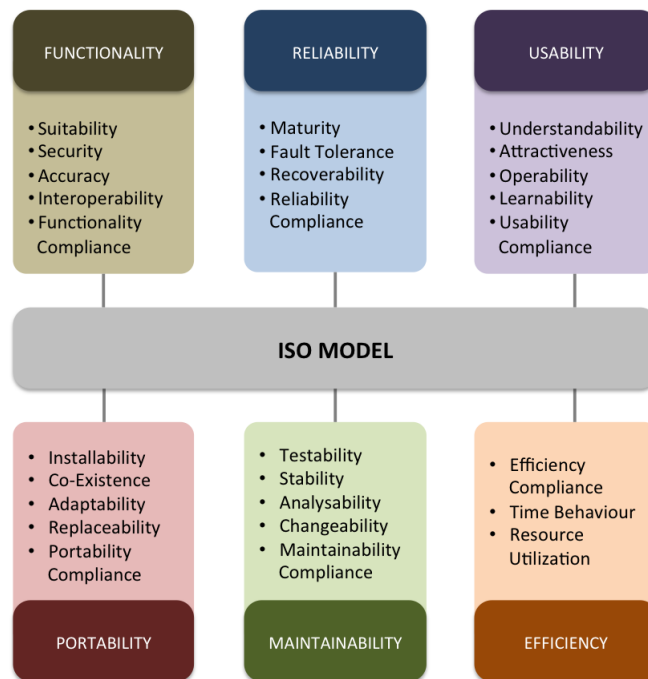 FUNCTIONALITY
• Suitability
• Security
• Accuracy
• Interoperability
• Functionality
Compliance
RELIABILITY
• Maturity
• Fault Tolerance
• Recoverability
• Reliability
Compliance
USABILITY
• Understandability
• Attractiveness
• Operability
• Learnability
• Usability
Compliance
ISO MODEL
• Installability
• Co-Existence
• Adaptability
• Replaceability
• Portability
Compliance
PORTABILITY
• Testability
• Stability
• Analysability
• Changeability
• Maintainability
Compliance
MAINTAINABILITY
• Efficiency
Compliance
• Time Behaviour
• Resource
Utilization
EFFICIENCY